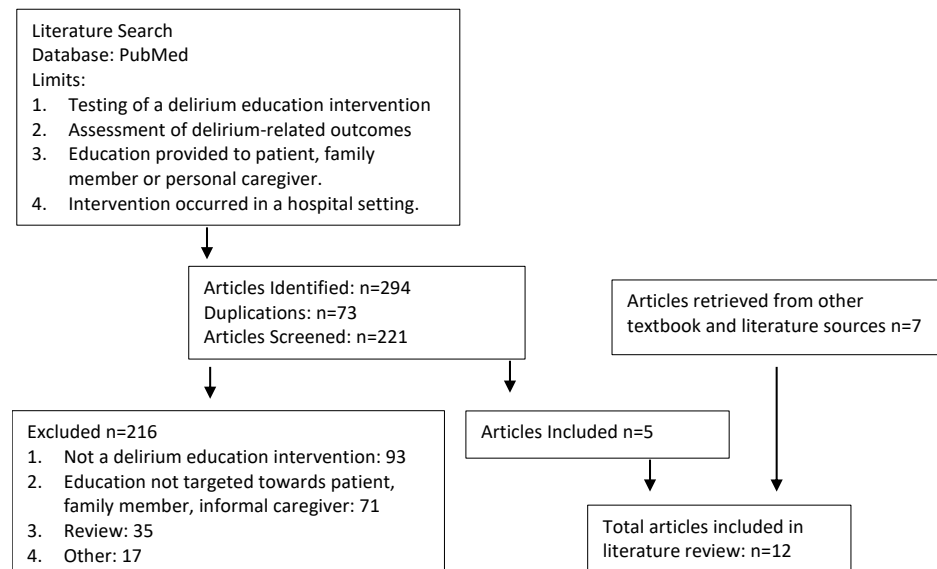 Literature Search
Database: PubMed
Limits:
1. Testing of a delirium education intervention
2. Assessment of delirium-related outcomes
3. Education provided to patient, family
member or personal caregiver.
4. Intervention occurred in a hospital setting.
Articles Identified: n=294
Duplications: n=73
Articles Screened: n=221
Articles retrieved from other
textbook and literature sources n=7
Excluded n=216
1. Not a delirium education intervention: 93
2. Education not targeted towards patient,
family member, informal caregiver: 71
3. Review: 35
4. Other: 17
Articles Included n=5
Total articles included in
literature review: n=12